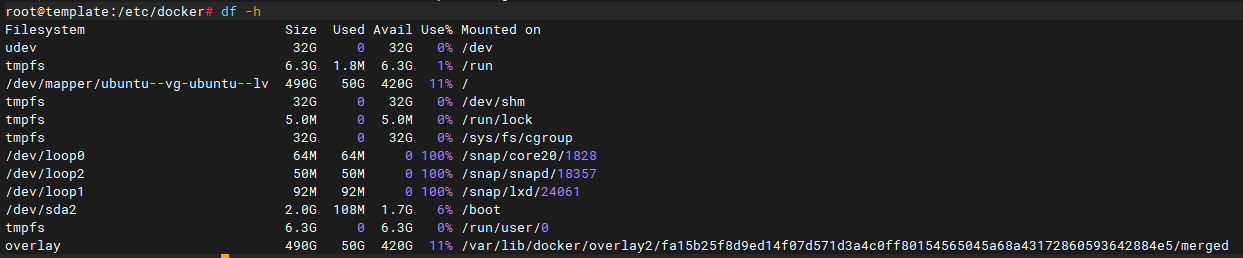 root@template:/etc/docker# df -h
Filesystem                         Size  Used Avail Use% Mounted on
udev                                32G     0   32G   0% /dev
tmpfs                              6.3G  1.8M  6.3G   1% /run
/dev/mapper/ubuntu--vg-ubuntu--lv  490G   50G  420G  11% /
tmpfs                               32G     0   32G   0% /dev/shm
tmpfs                              5.0M     0  5.0M   0% /run/lock
tmpfs                               32G     0   32G   0% /sys/fs/cgroup
/dev/loop0                          64M   64M     0 100% /snap/core20/1828
/dev/loop2                          50M   50M     0 100% /snap/snapd/18357
/dev/loop1                          92M   92M     0 100% /snap/lxd/24061
/dev/sda2                          2.0G  108M  1.7G   6% /boot
tmpfs                              6.3G     0  6.3G   0% /run/user/0
overlay                            490G   50G  420G  11% /var/lib/docker/overlay2/fa15b25f8d9ed14f07d571d3a4c0ff80154565045a68a43172860593642884e5/merged